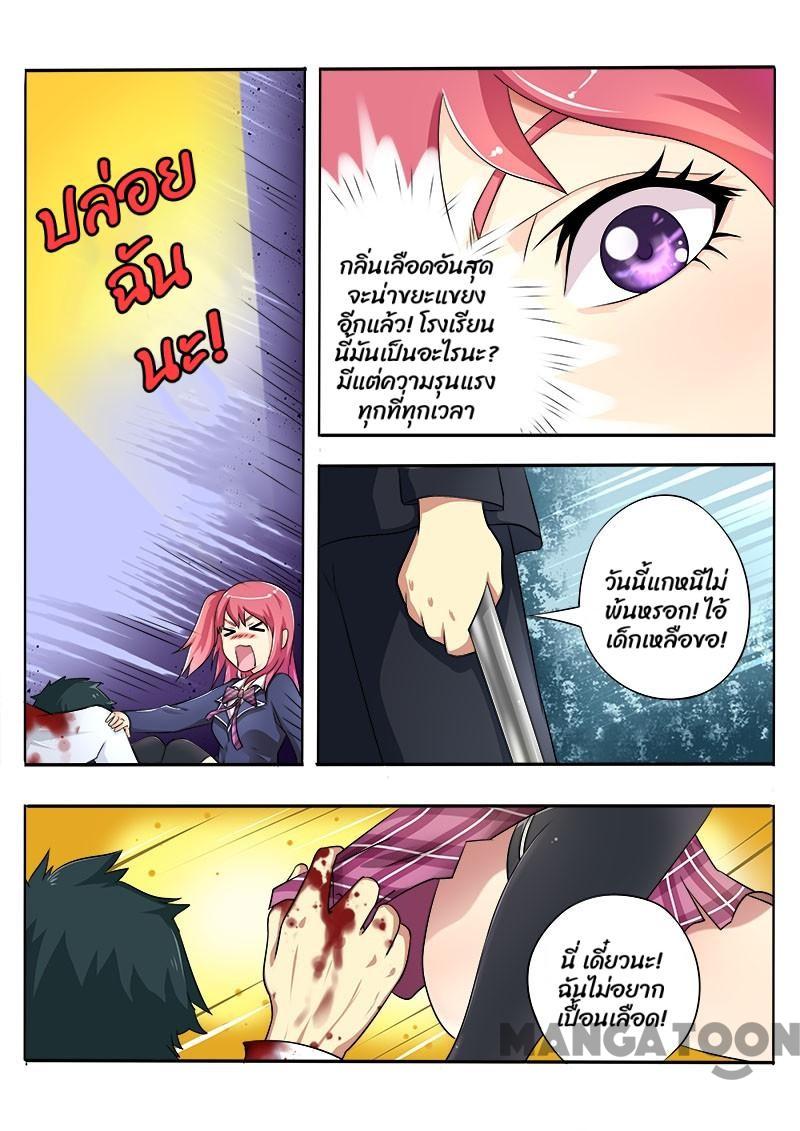 ปล่อย
ฉัน
นะ!
กลิ่นเลือดอันสุด
จะน่าขยะแขยง
อีกแล้ว! โรงเรียน
นี้มันเป็นอะไรนะ?
มีแต่ความรุนแรง
ทุกที่ทุกเวลา
วันนี้แกหนีไม่
พ้นหรอก! ไอ้
เด็กเหลือขอ!
นี่ เดี๋ยวนะ!
ฉันไม่อยาก
เปื้อนเลือด!
MANGATOON